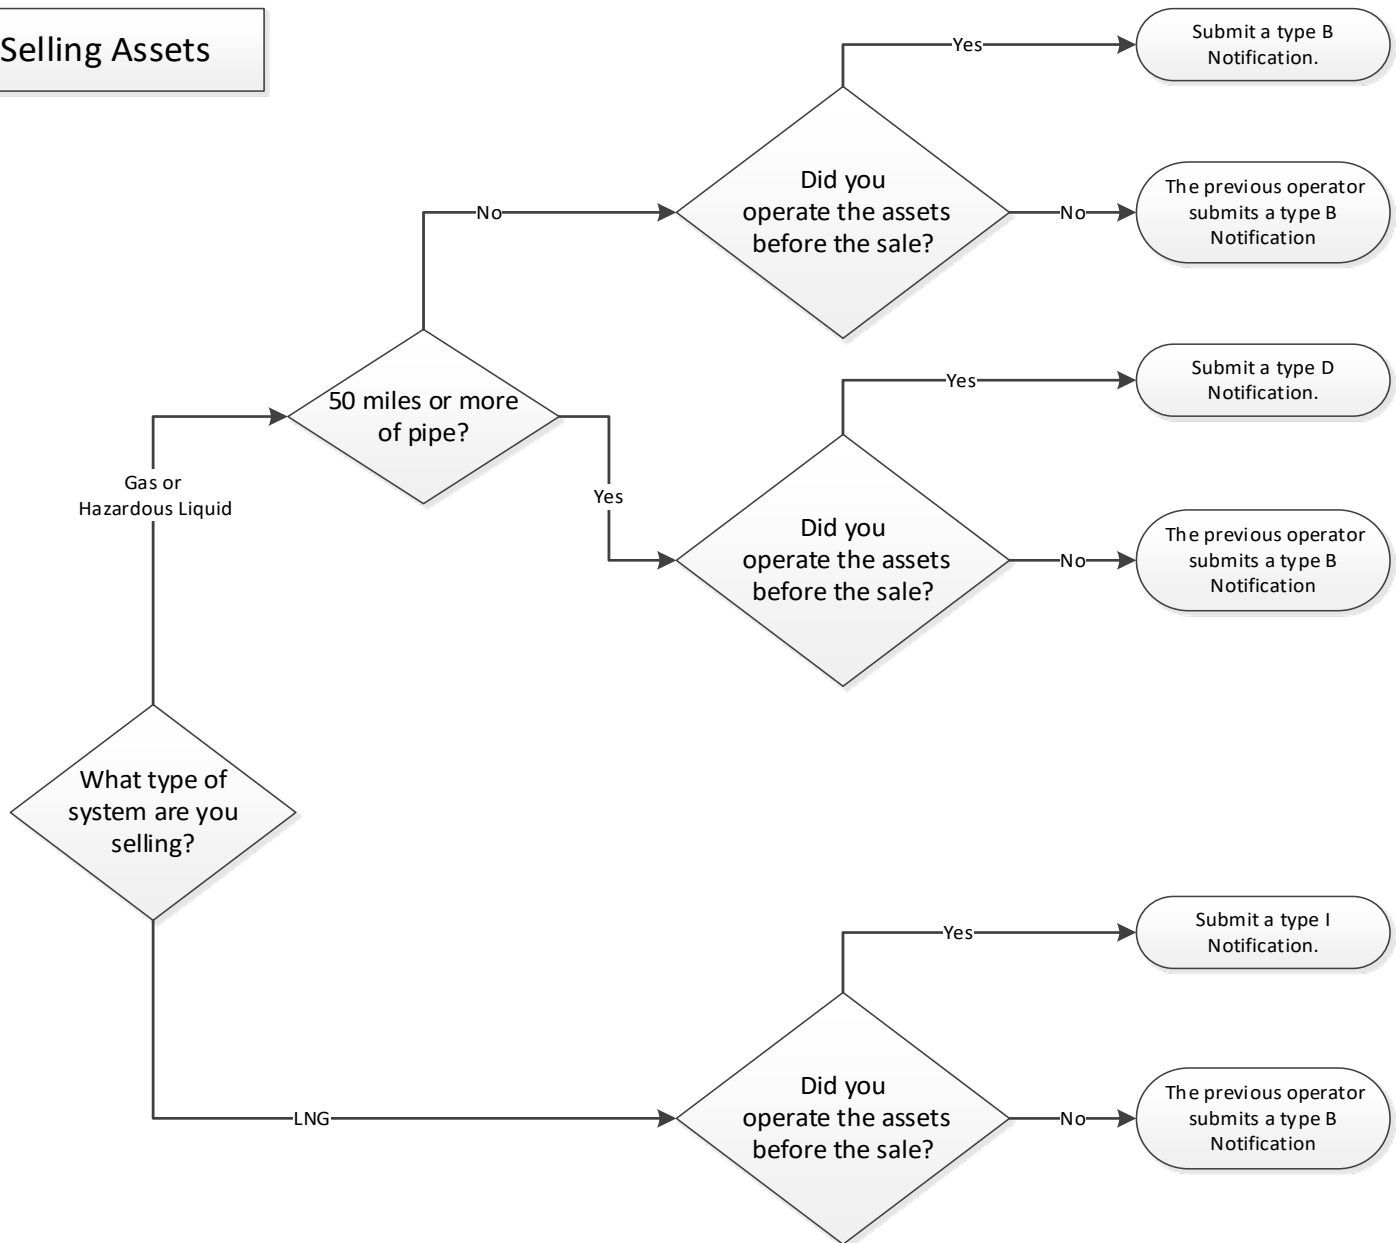 Selling Assets
Yes
Submit a type B
Notification.
Did you
operate the assets
before the sale?
No
No
The previous operator
submits a type B
Notification
50 miles or more
of pipe?
Yes
Submit a type D
Notification.
Gas or
Hazardous Liquid
Yes
Did you
operate the assets
before the sale?
No
The previous operator
submits a type B
Notification
What type of
system are you
selling?
Yes
Submit a type I
Notification.
LNG
Did you
operate the assets
before the sale?
No
The previous operator
submits a type B
Notification